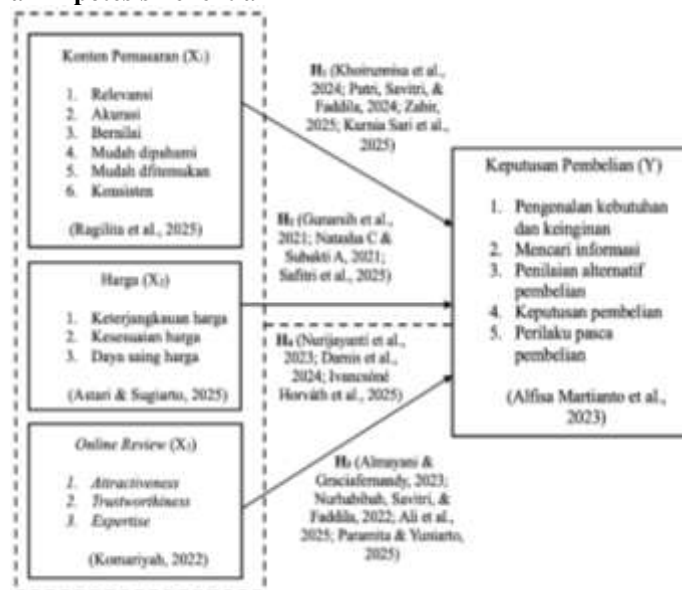 Konten Pemasaran (X₁)
1. Relevansi
2. Akurasi
3. Bernilai
4. Mudah dipahami
5. Mudah dfitemukan
6. Konsisten
(Ragilita et al., 2025)
Harga (X₂)
1. Keterjangkauan harga
2. Kesesuaian harga
3. Daya saing harga
(Astari & Sugiarto, 2025)
Online Review (X₃)
1. Attractiveness
2. Trustworthiness
3. Expertise
(Komariyah, 2022)
H₁ (Khoirunnisa et al.,
2024; Putri, Savitri, &
Faddila, 2024, Zahir,
2025; Kurnia Sari et al.,
2025)
H₂ (Gunarsih et al.,
2021; Natasha C &
Subakti A, 2021;
Safitri et al., 2025)
H₄ (Nurijayanti et al.,
2023; Damis et al.,
2024; Ivancsóné
Horváth et al., 2025)
H₃ (Almayani &
Graciafernandy, 2023;
Nurhabibah, Savitri, &
Faddila, 2022; Ali et al.,
2025; Paramita & Yuniarto,
2025)
Keputusan Pembelian (Y)
1. Pengenalan kebutuhan
dan keinginan
2. Mencari informasi
3. Penilaian alternatif
pembelian
4. Keputusan pembelian
5. Perilaku pasca
pembelian
(Alfisa Martianto et al.,
2023)